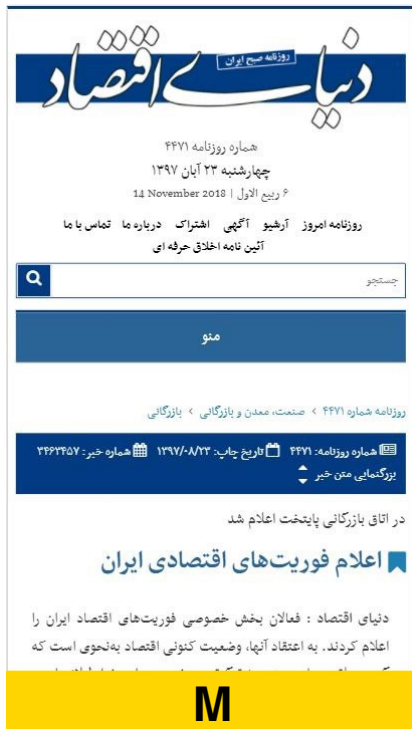 دنیای اقتصاد
روزنامه صبح ایران
شماره روزنامه ۴۴۷۱
چهارشنبه ۲۳ آبان ۱۳۹۷
۶ ربیع الاول | 14 November 2018
روزنامه امروز آرشیو آگهی اشتراک درباره ما تماس با ما
آئین نامه اخلاق حرفه ای
جستجو
منو
روزنامه شماره ۴۴۷۱ › صنعت، معدن و بازرگانی › بازرگانی
شماره روزنامه: ۴۴۷۱ تاریخ چاپ: ۱۳۹۷/۰۸/۲۳ شماره خبر: ۳۴۶۳۴۵۷
بزرگنمایی متن خبر
در اتاق بازرگانی پایتخت اعلام شد
اعلام فوریت‌های اقتصادی ایران
دنیای اقتصاد : فعالان بخش خصوصی فوریت‌های اقتصاد ایران را
اعلام کردند. به اعتقاد آنها، وضعیت کنونی اقتصاد به‌نحوی است که
M